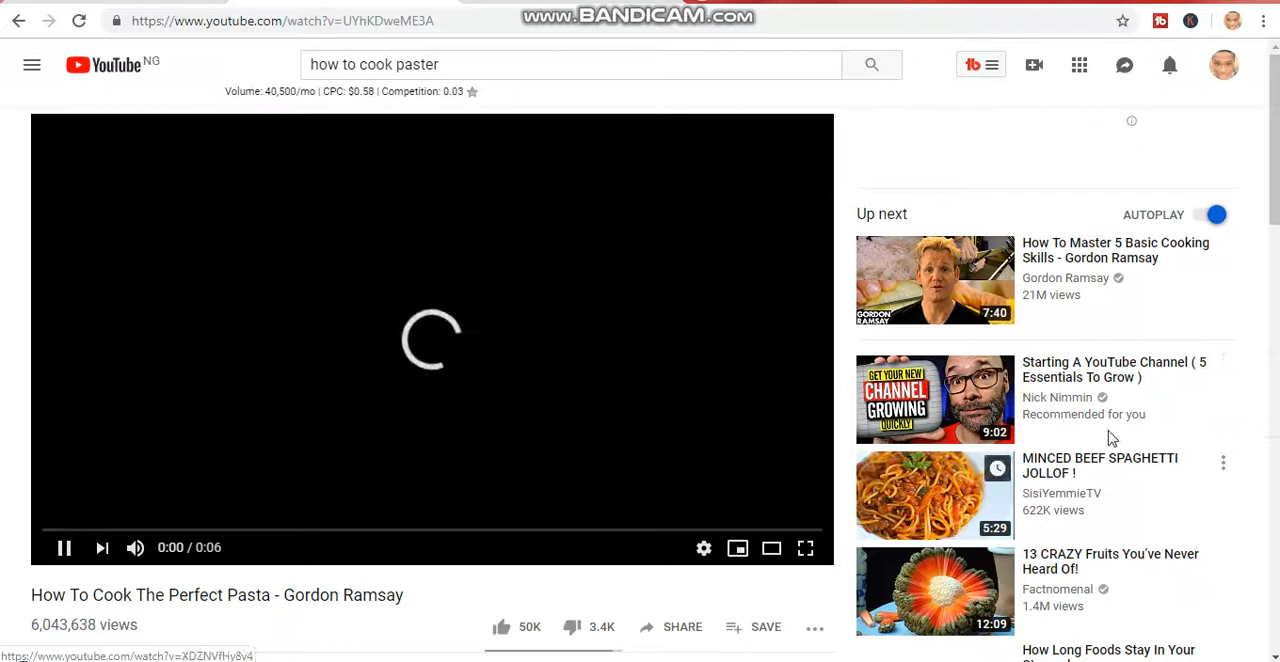 https://www.youtube.com/watch?v=UYhKDweME3A
www.BANDICAM.com
YouTube NG
how to cook paster
Volume: 40,500/mo | CPC: $0.58 | Competition: 0.03
Up next
AUTOPLAY
How To Master 5 Basic Cooking
Skills - Gordon Ramsay
Gordon Ramsay
21M views
GORDON
RAMSAY
7:40
Starting A YouTube Channel ( 5
Essentials To Grow )
Nick Nimmin
Recommended for you
GET YOUR NEW
CHANNEL
GROWING
QUICKLY
9:02
MINCED BEEF SPAGHETTI
JOLLOF !
SisiYemmieTV
622K views
5:29
0:00 / 0:06
13 CRAZY Fruits You've Never
Heard Of!
Factnomenal
1.4M views
12:09
How To Cook The Perfect Pasta - Gordon Ramsay
6,043,638 views
50K
3.4K
SHARE
SAVE
How Long Foods Stay In Your
https://www.youtube.com/watch?v=XDZNVfHy8v4